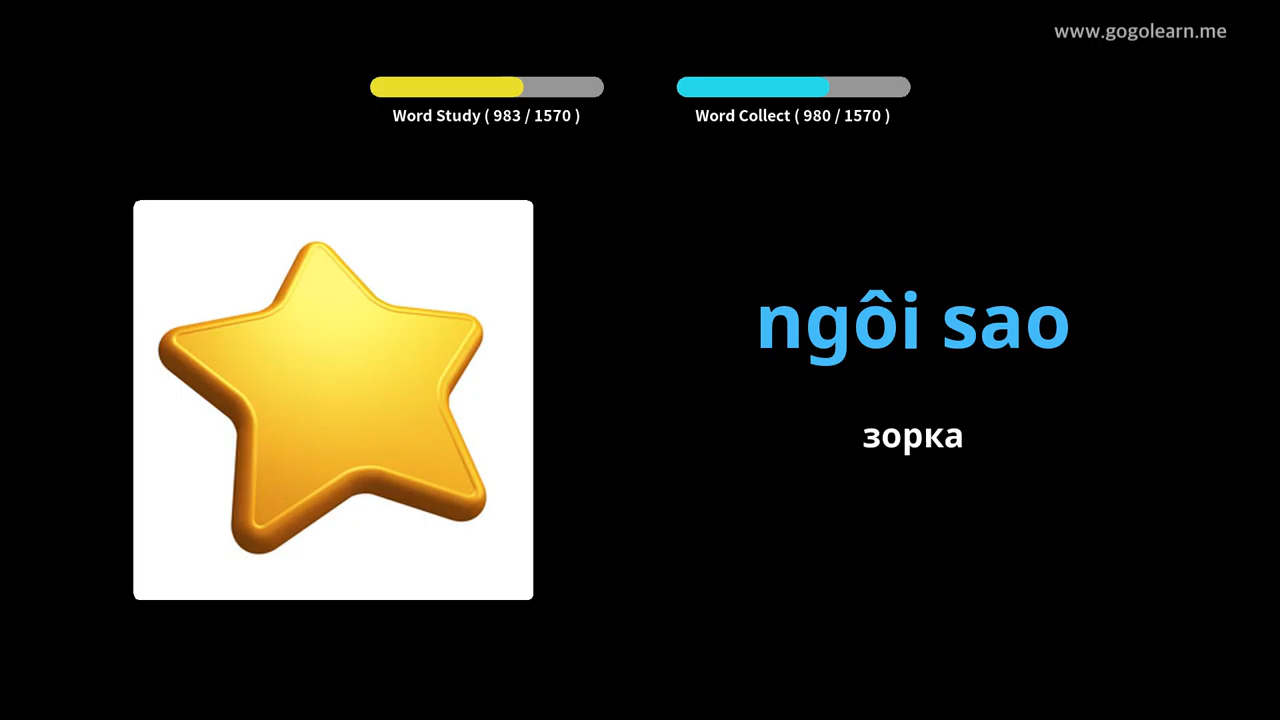 www.gogolearn.me
Word Study ( 983 / 1570 )
Word Collect ( 980 / 1570 )
ngôi sao
зорка